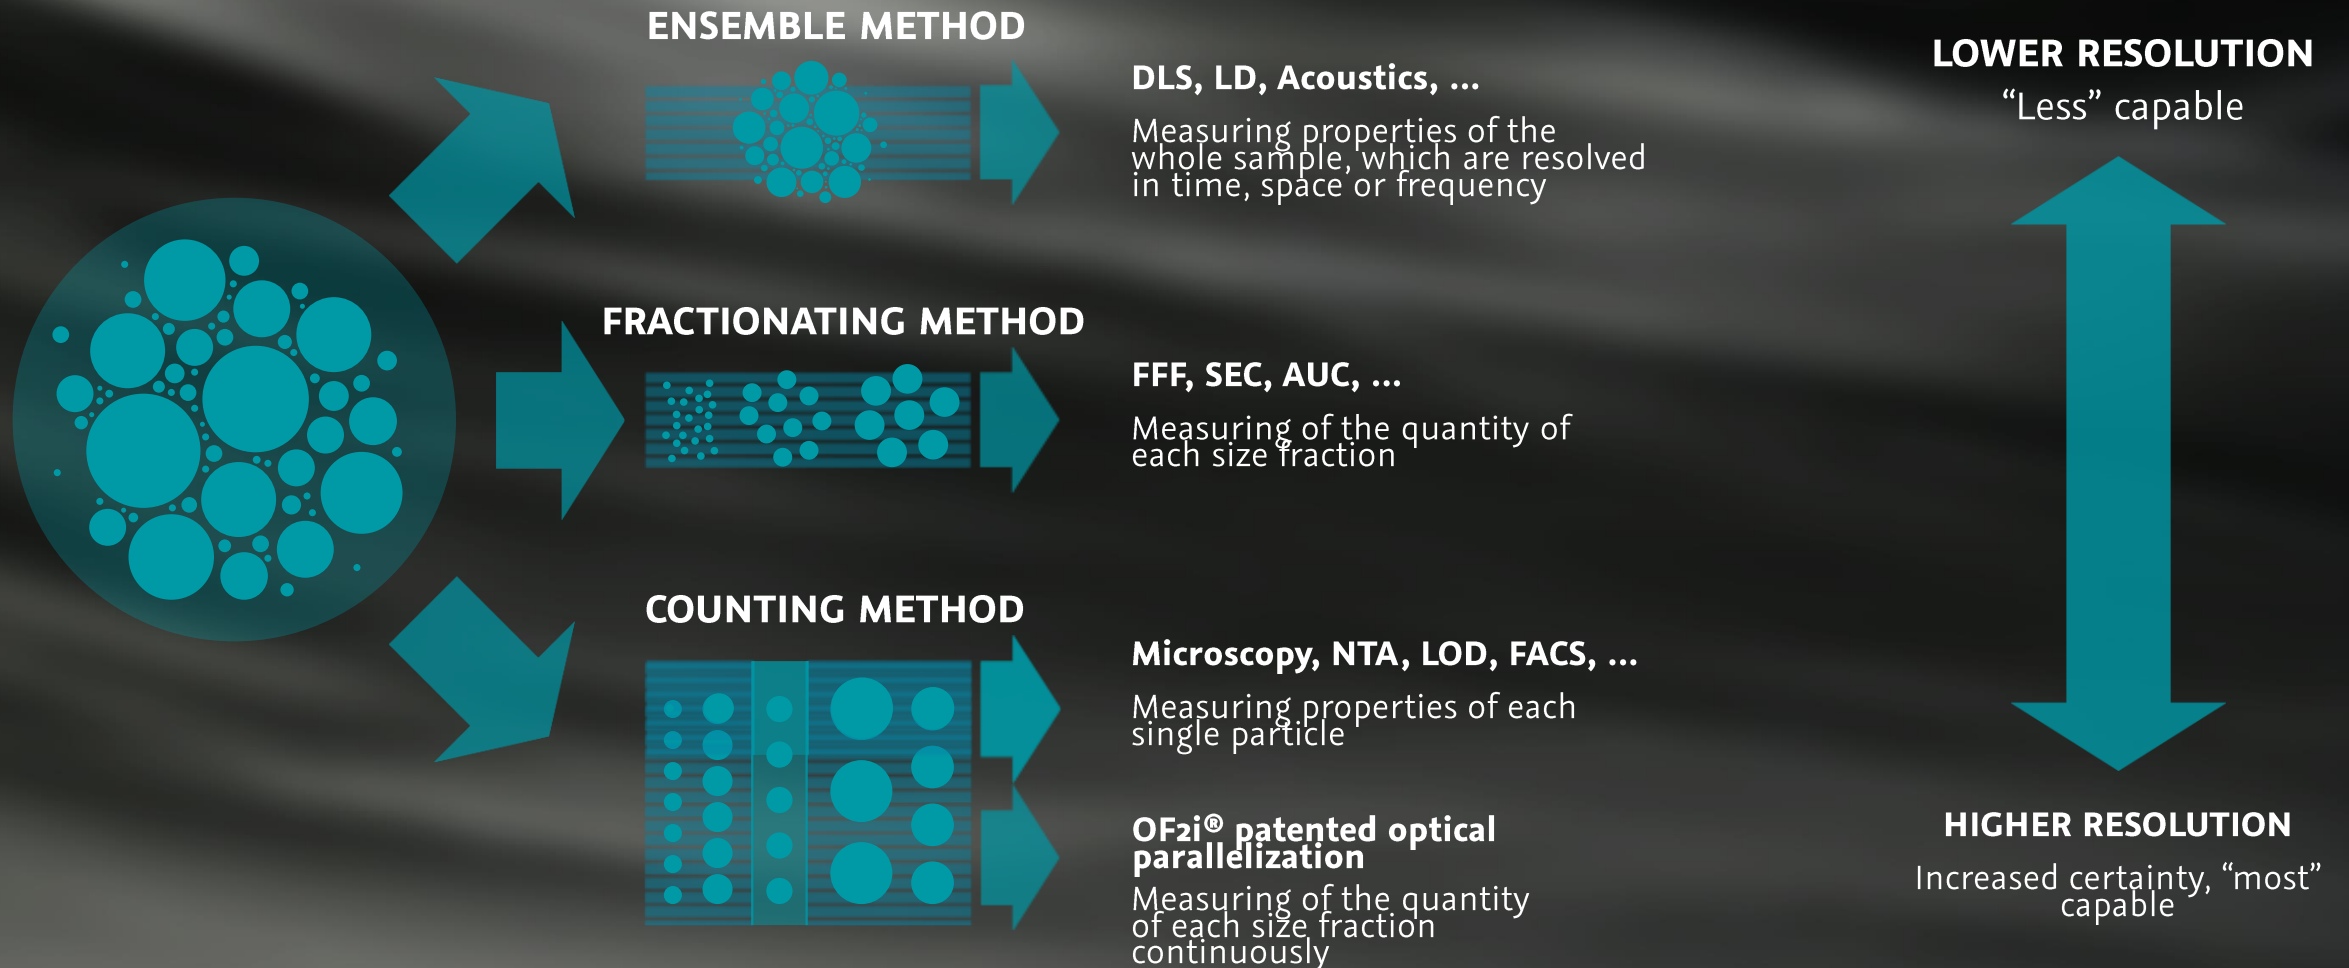 ENSEMBLE METHOD
DLS, LD, Acoustics, ...
Measuring properties of the
whole sample, which are resolved
in time, space or frequency
FRACTIONATING METHOD
FFF, SEC, AUC, ...
Measuring of the quantity of
each size fraction
COUNTING METHOD
Microscopy, NTA, LOD, FACS, ...
Measuring properties of each
single particle
OF2i® patented optical
parallelization
Measuring of the quantity
of each size fraction
continuously
LOWER RESOLUTION
“Less” capable
HIGHER RESOLUTION
Increased certainty, “most”
capable